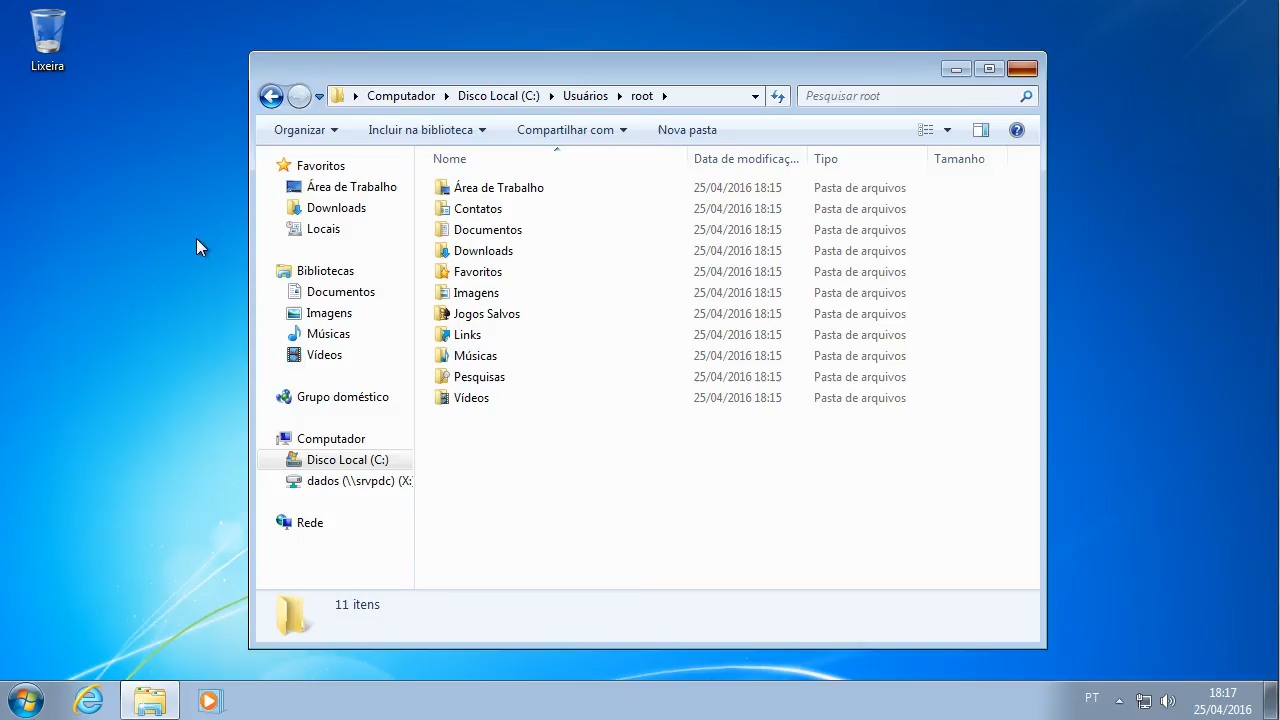 Lixeira
Computador Disco Local (C:) Usuários root
Pesquisar root
Organizar Incluir na biblioteca Compartilhar com Nova pasta
Nome Data de modificaç... Tipo Tamanho
Favoritos
Área de Trabalho
Downloads
Locais
Bibliotecas
Documentos
Imagens
Músicas
Vídeos
Grupo doméstico
Computador
Disco Local (C:)
dados (\\srvpdc) (X:
Rede
Área de Trabalho 25/04/2016 18:15 Pasta de arquivos
Contatos 25/04/2016 18:15 Pasta de arquivos
Documentos 25/04/2016 18:15 Pasta de arquivos
Downloads 25/04/2016 18:15 Pasta de arquivos
Favoritos 25/04/2016 18:15 Pasta de arquivos
Imagens 25/04/2016 18:15 Pasta de arquivos
Jogos Salvos 25/04/2016 18:15 Pasta de arquivos
Links 25/04/2016 18:15 Pasta de arquivos
Músicas 25/04/2016 18:15 Pasta de arquivos
Pesquisas 25/04/2016 18:15 Pasta de arquivos
Vídeos 25/04/2016 18:15 Pasta de arquivos
11 itens
PT
18:17
25/04/2016